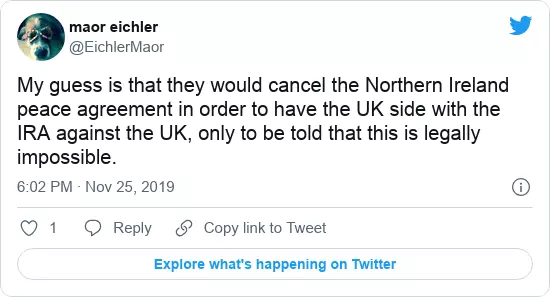 maor eichler
@EichlerMaor
My guess is that they would cancel the Northern Ireland
peace agreement in order to have the UK side with the
IRA against the UK, only to be told that this is legally
impossible.
6:02 PM · Nov 25, 2019
1 Reply Copy link to Tweet
Explore what's happening on Twitter